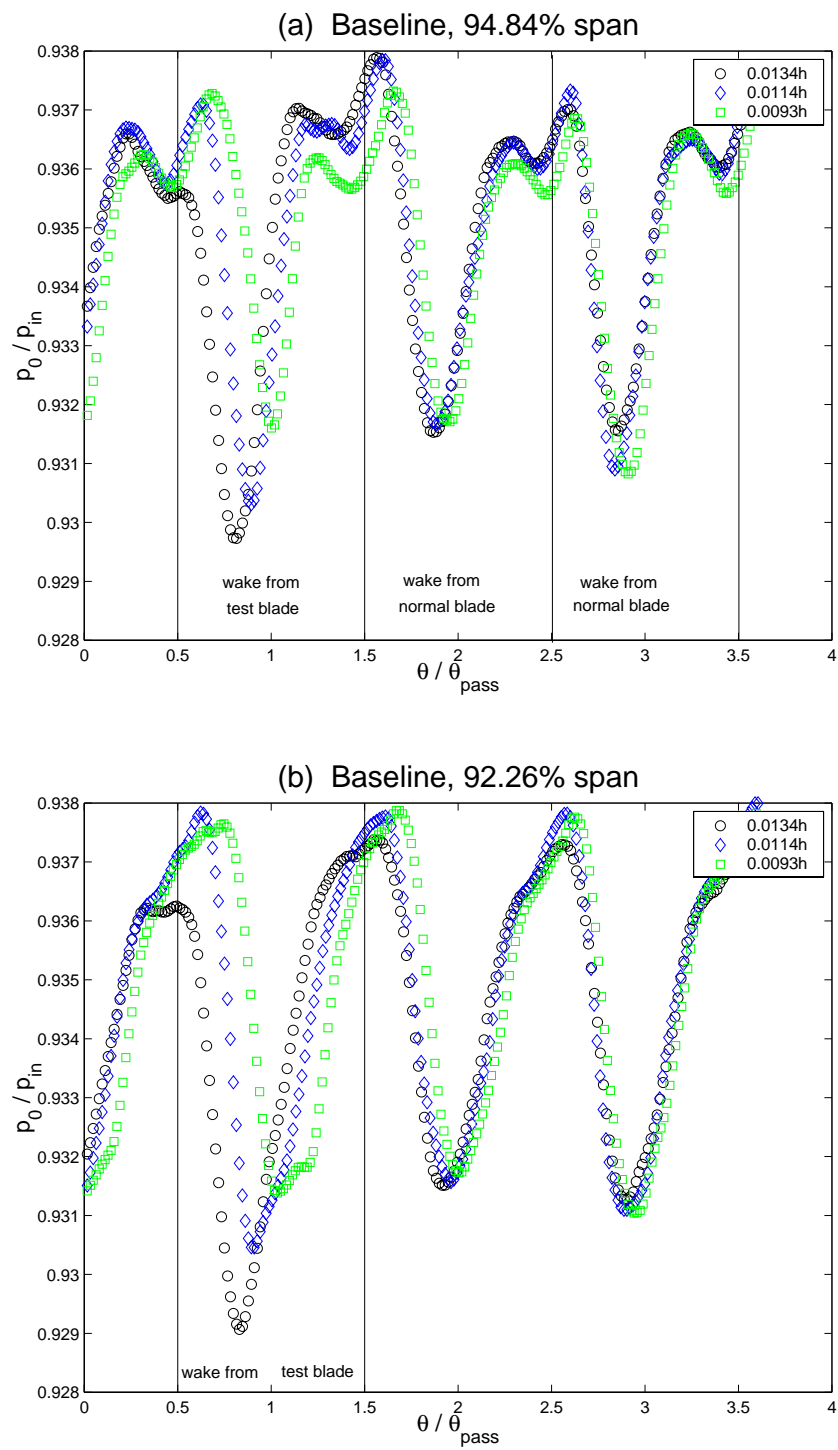 (a) Baseline, 94.84% span
0.938
0.937
0.936
0.935
0.934
0.933
0.932
0.931
0.93
0.929
0.928
p0 / pin
0.0134h
0.0114h
0.0093h
wake from
test blade
wake from
normal blade
wake from
normal blade
0 0.5 1 1.5 2 2.5 3 3.5 4
θ / θpass
(b) Baseline, 92.26% span
0.938
0.937
0.936
0.935
0.934
0.933
0.932
0.931
0.93
0.929
0.928
p0 / pin
0.0134h
0.0114h
0.0093h
wake from test blade
0 0.5 1 1.5 2 2.5 3 3.5 4
θ / θpass